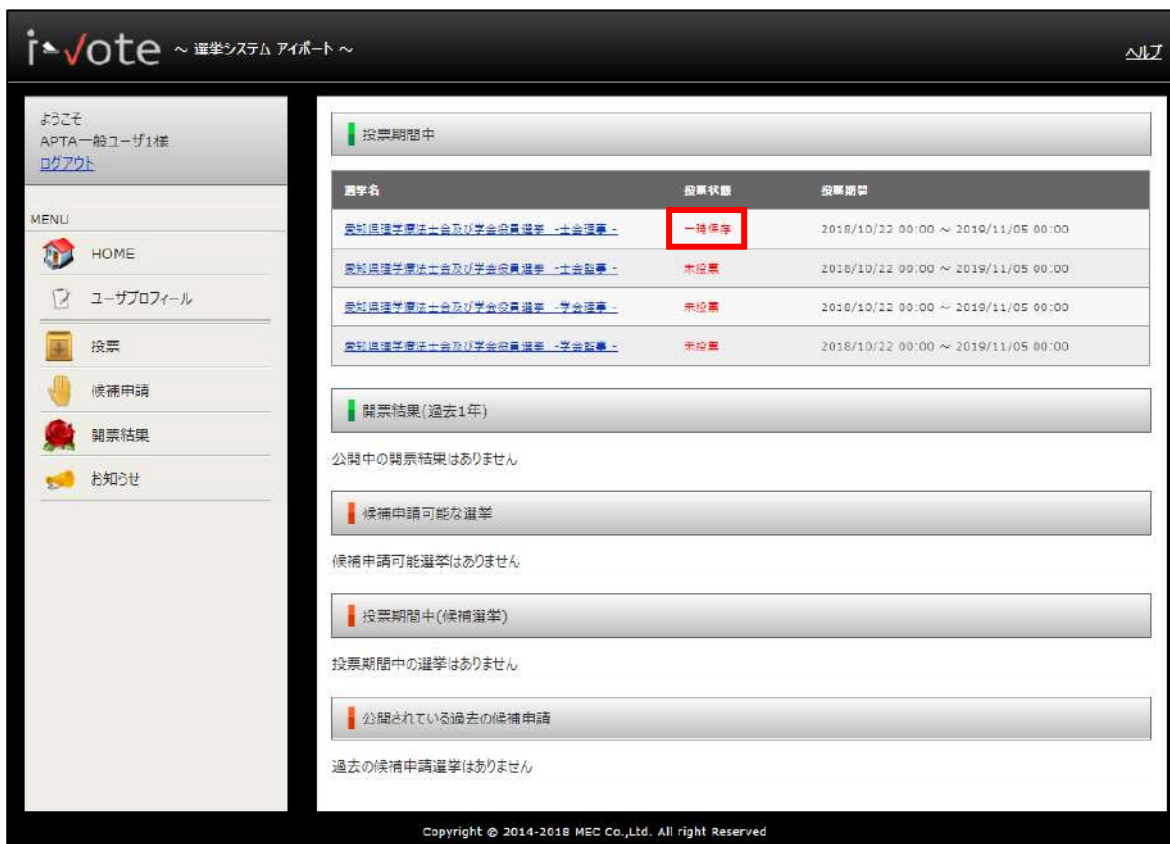 i-Vote ～ 選挙システム アイボート ～
ヘルプ
ようこそ
APTA一般ユーザ1様
ログアウト
MENU
HOME
ユーザプロフィール
投票
候補申請
開票結果
お知らせ
投票期間中
選挙名 投票状態 投票期間
愛知県理学療法士会及び学会役員選挙 -士会理事- 一時保存 2018/10/22 00:00 ～ 2019/11/05 00:00
愛知県理学療法士会及び学会役員選挙 -士会監事- 未投票 2018/10/22 00:00 ～ 2019/11/05 00:00
愛知県理学療法士会及び学会役員選挙 -学会理事- 未投票 2018/10/22 00:00 ～ 2019/11/05 00:00
愛知県理学療法士会及び学会役員選挙 -学会監事- 未投票 2018/10/22 00:00 ～ 2019/11/05 00:00
開票結果(過去1年)
公開中の開票結果はありません
候補申請可能な選挙
候補申請可能選挙はありません
投票期間中(候補選挙)
投票期間中の選挙はありません
公開されている過去の候補申請
過去の候補申請選挙はありません
Copyright © 2014-2018 MEC Co.,Ltd. All right Reserved